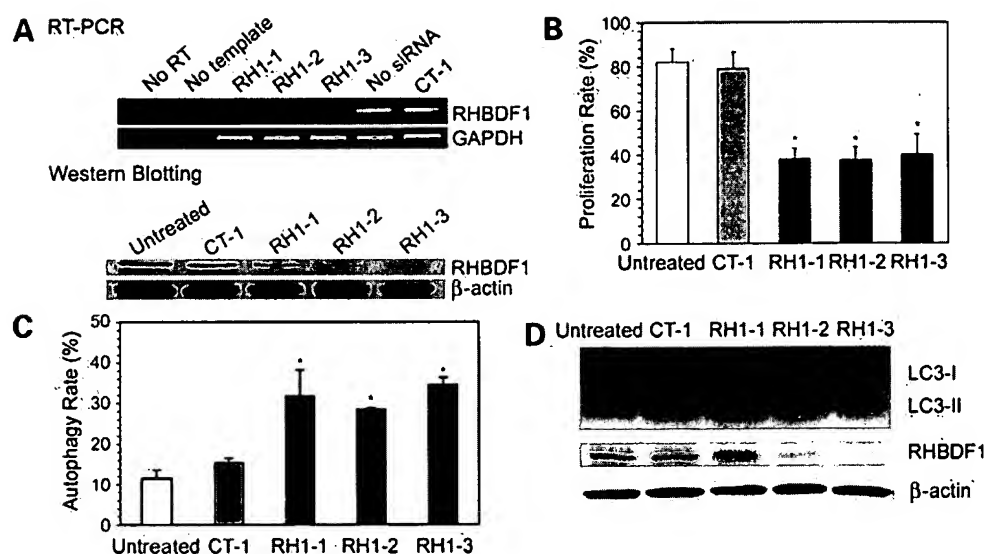 A RT-PCR
No RT No template RH1-1 RH1-2 RH1-3 No siRNA CT-1
RHBDF1
GAPDH
Western Blotting
Untreated CT-1 RH1-1 RH1-2 RH1-3
RHBDF1
β-actin
B
Proliferation Rate (%)
100
80
60
40
20
0
Untreated CT-1 RH1-1 RH1-2 RH1-3
C
Autophagy Rate (%)
50
40
30
20
10
0
Untreated CT-1 RH1-1 RH1-2 RH1-3
D
Untreated CT-1 RH1-1 RH1-2 RH1-3
LC3-I
LC3-II
RHBDF1
β-actin